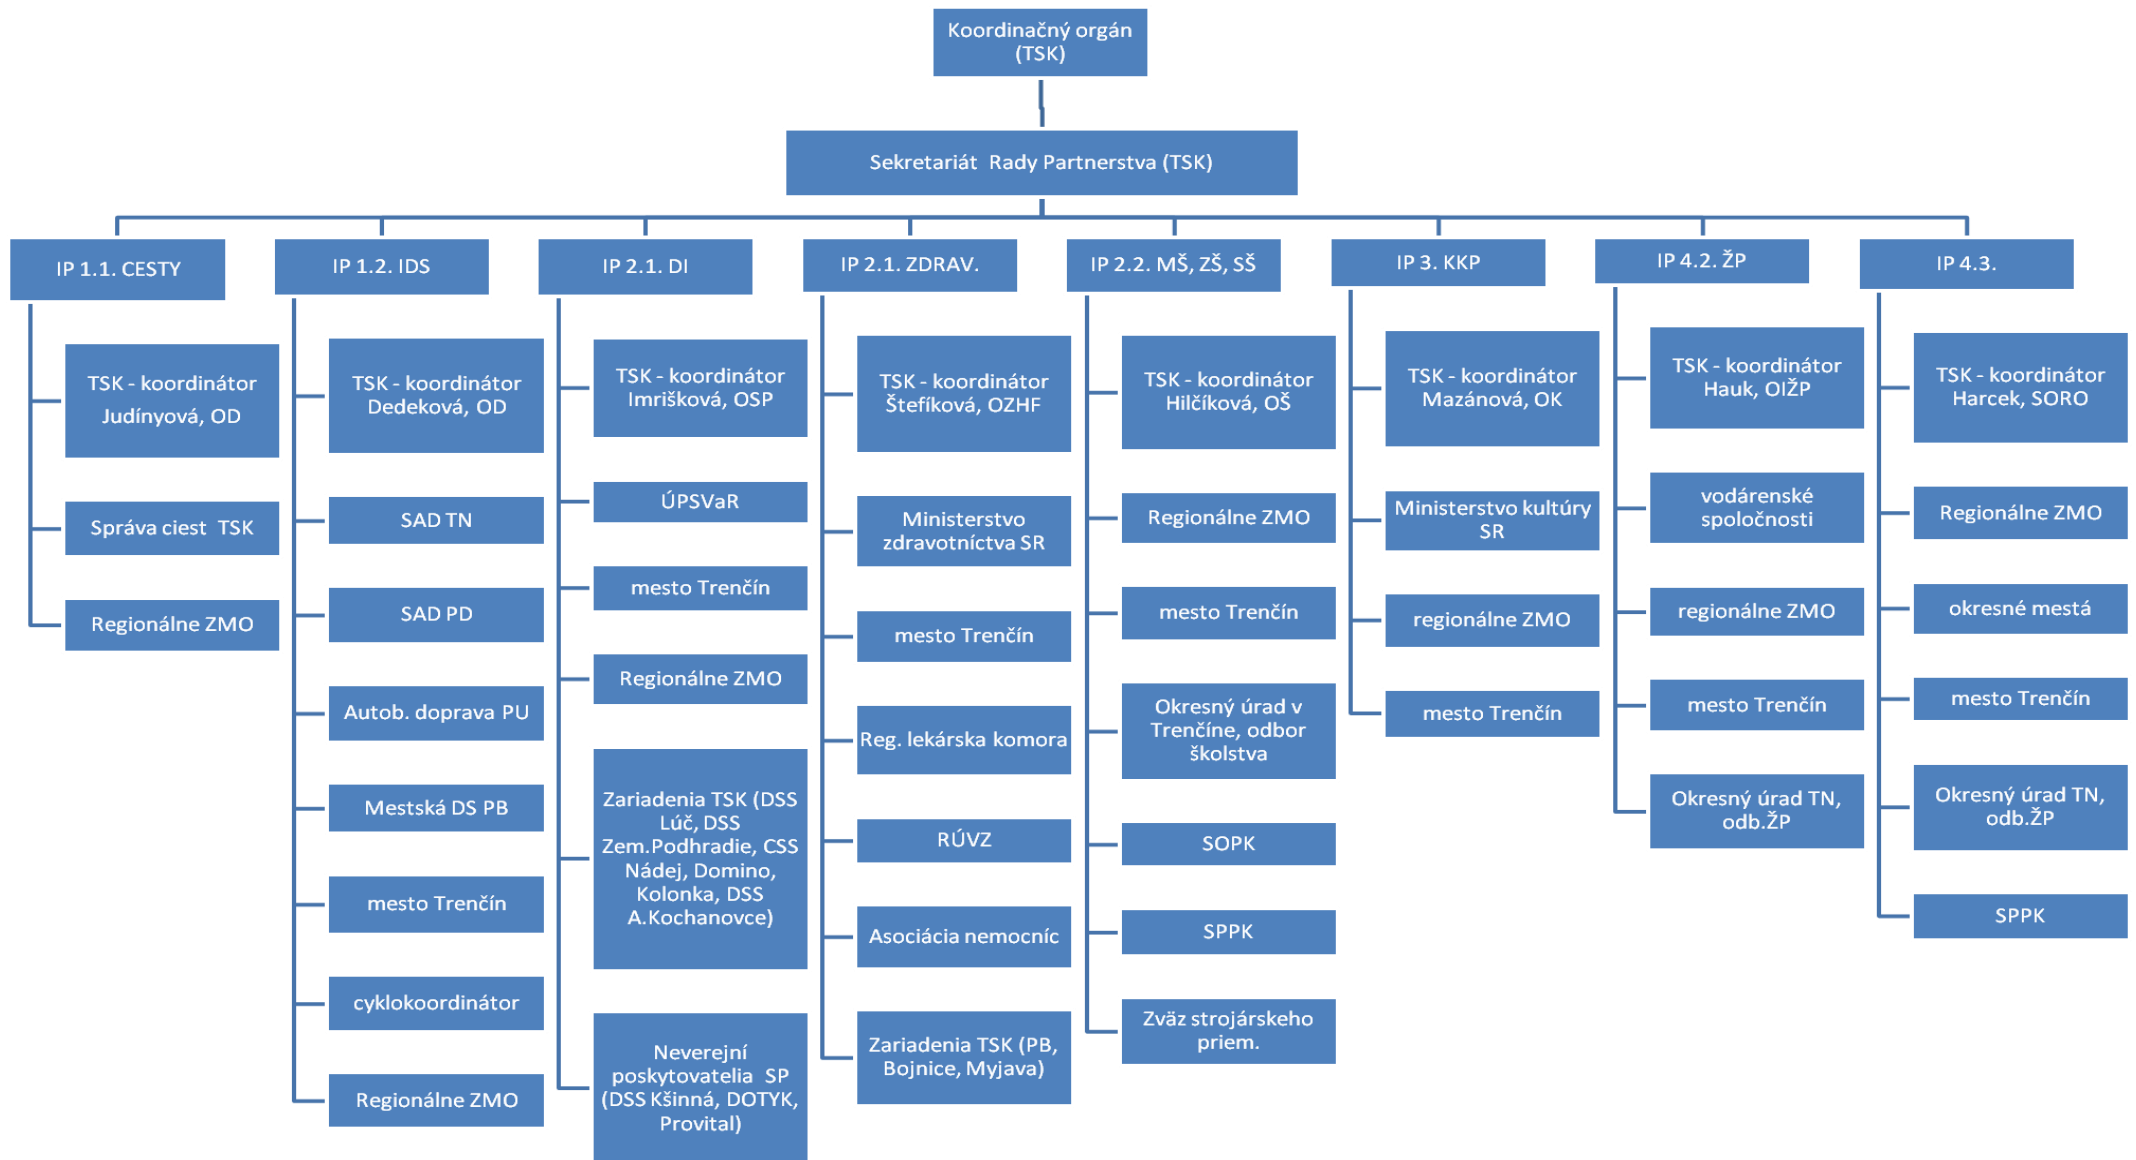 Koordinačný orgán
(TSK)
Sekretariát Rady Partnerstva (TSK)
IP 1.1. CESTY
TSK - koordinátor
Judínyová, OD
Správa ciest TSK
Regionálne ZMO
IP 1.2. IDS
TSK - koordinátor
Dedeková, OD
SAD TN
SAD PD
Autob. doprava PU
Mestská DS PB
mesto Trenčín
cyklokoordinátor
Regionálne ZMO
IP 2.1. DI
TSK - koordinátor
Imrišková, OSP
ÚPSVaR
mesto Trenčín
Regionálne ZMO
Zariadenia TSK (DSS
Lúč, DSS
Zem.Podhradie, CSS
Nádej, Domino,
Kolonka, DSS
A.Kochanovce)
Neverejní
poskytovatelia SP
(DSS Kšinná, DOTYK,
Provital)
IP 2.1. ZDRAV.
TSK - koordinátor
Štefíková, OZHF
Ministerstvo
zdravotníctva SR
mesto Trenčín
Reg. lekárska komora
RÚVZ
Asociácia nemocníc
Zariadenia TSK (PB,
Bojnice, Myjava)
IP 2.2. MŠ, ZŠ, SŠ
TSK - koordinátor
Hilčíková, OŠ
Regionálne ZMO
mesto Trenčín
Okresný úrad v
Trenčíne, odbor
školstva
SOPK
SPPK
Zväz strojárskeho
priem.
IP 3. KKP
TSK - koordinátor
Mazánová, OK
Ministerstvo kultúry
SR
regionálne ZMO
mesto Trenčín
IP 4.2. ŽP
TSK - koordinátor
Hauk, OIŽP
vodárenské
spoločnosti
regionálne ZMO
mesto Trenčín
Okresný úrad TN,
odb.ŽP
IP 4.3.
TSK - koordinátor
Harcek, SORO
Regionálne ZMO
okresné mestá
mesto Trenčín
Okresný úrad TN,
odb.ŽP
SPPK